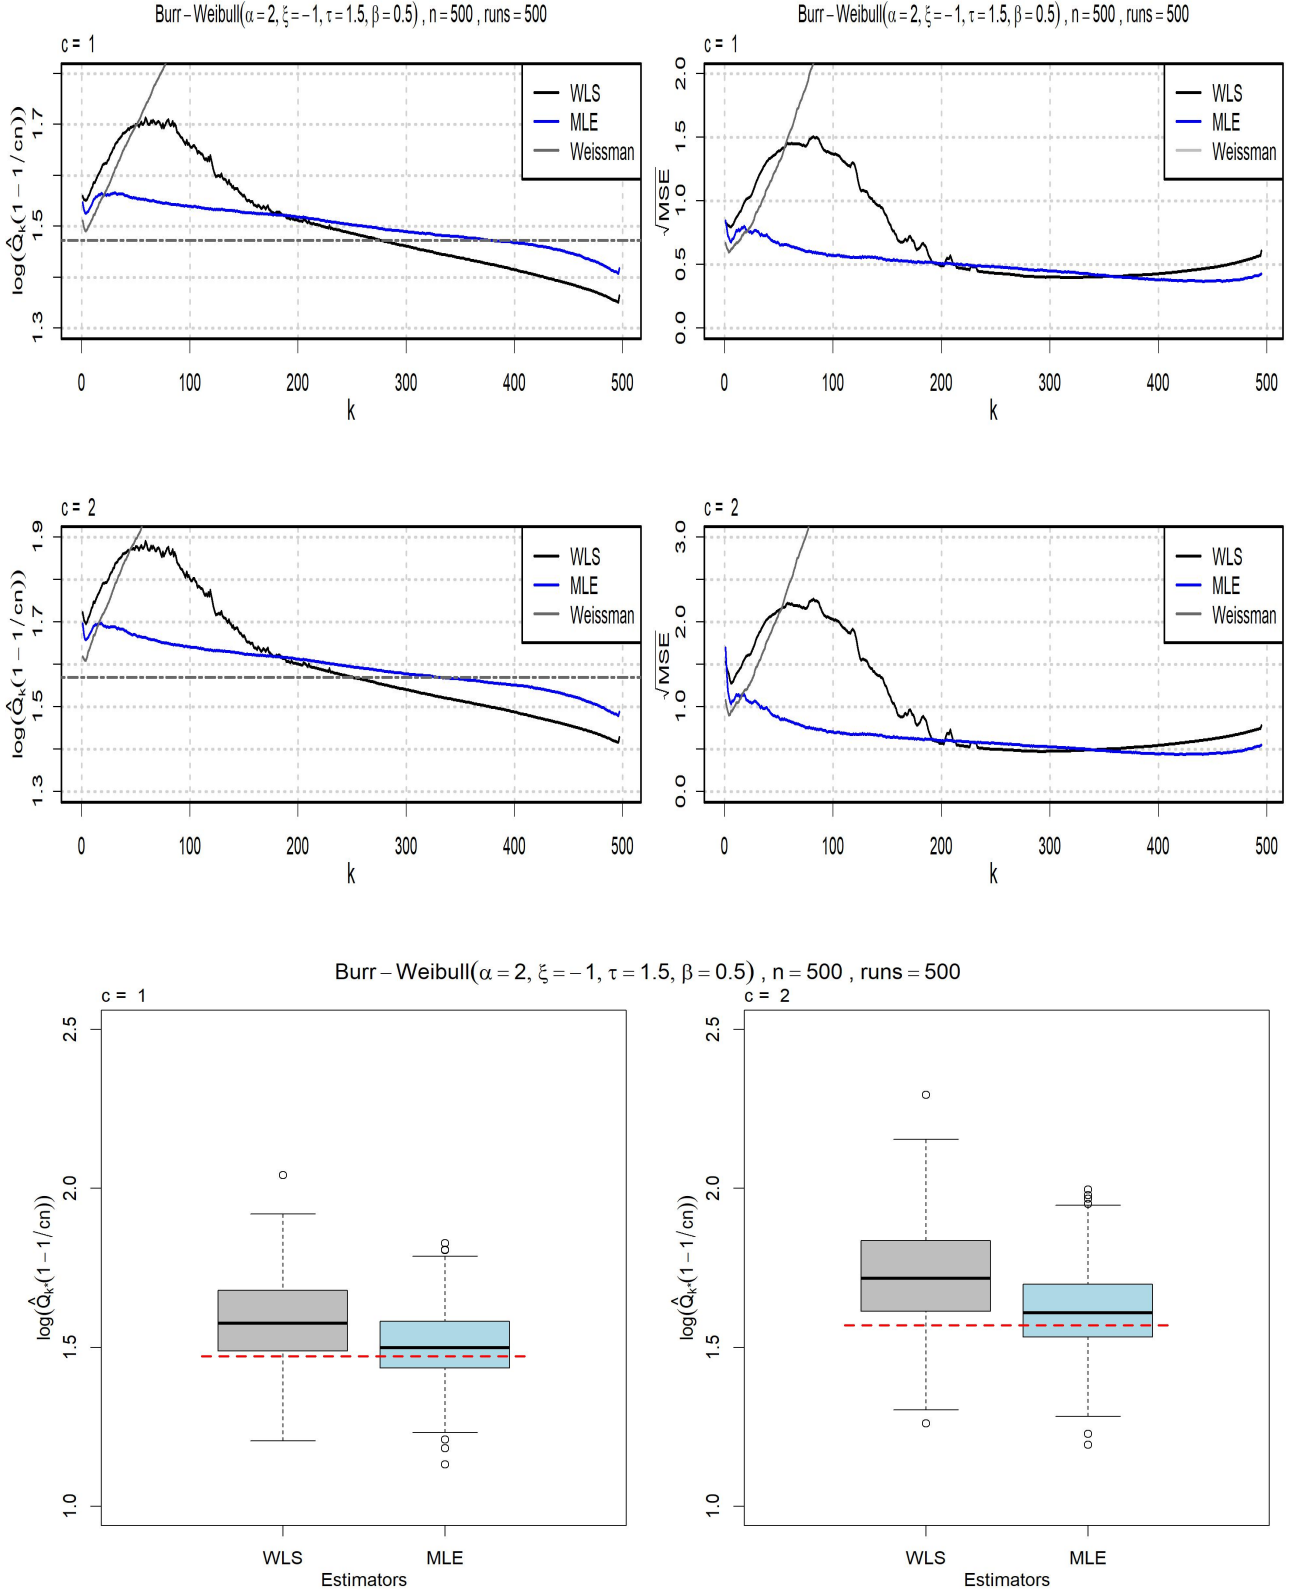 Burr − Weibull(α = 2, ξ = −1, τ = 1.5, β = 0.5) , n = 500 , runs = 500
c = 1
log(Q̂k(1 − 1/cn))
1.3 1.5 1.7
WLS
MLE
Weissman
0 100 200 300 400 500
k
Burr − Weibull(α = 2, ξ = −1, τ = 1.5, β = 0.5) , n = 500 , runs = 500
c = 1
√MSE
0.0 0.5 1.0 1.5 2.0
WLS
MLE
Weissman
0 100 200 300 400 500
k
c = 2
log(Q̂k(1 − 1/cn))
1.3 1.5 1.7 1.9
WLS
MLE
Weissman
0 100 200 300 400 500
k
c = 2
√MSE
0.0 1.0 2.0 3.0
WLS
MLE
Weissman
0 100 200 300 400 500
k
Burr − Weibull(α = 2, ξ = −1, τ = 1.5, β = 0.5) , n = 500 , runs = 500
c = 1
log(Q̂k*(1 − 1/cn))
1.0 1.5 2.0 2.5
WLS MLE
Estimators
c = 2
log(Q̂k*(1 − 1/cn))
1.0 1.5 2.0 2.5
WLS MLE
Estimators